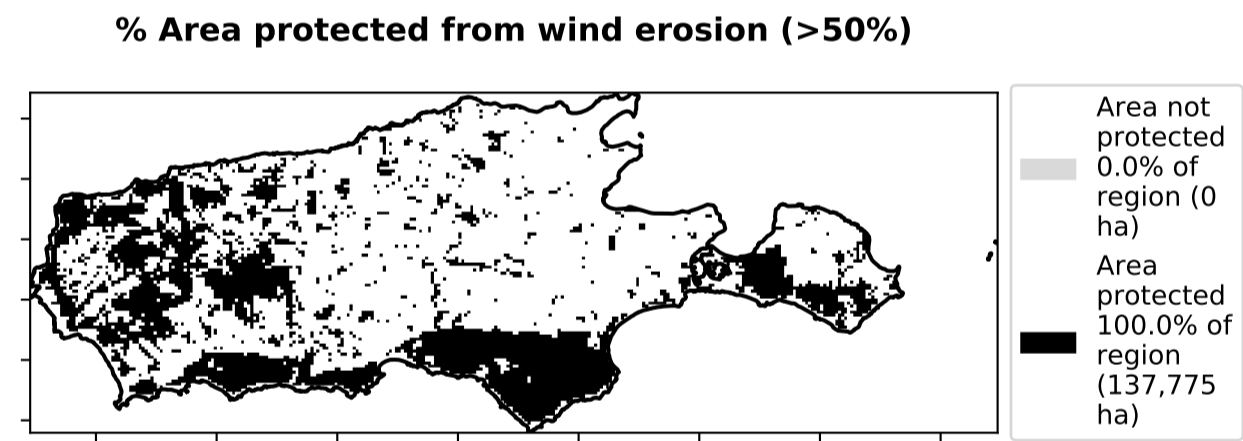 % Area protected from wind erosion (>50%)
Area not
protected
0.0% of
region (0
ha)
Area
protected
100.0% of
region
(137,775
ha)